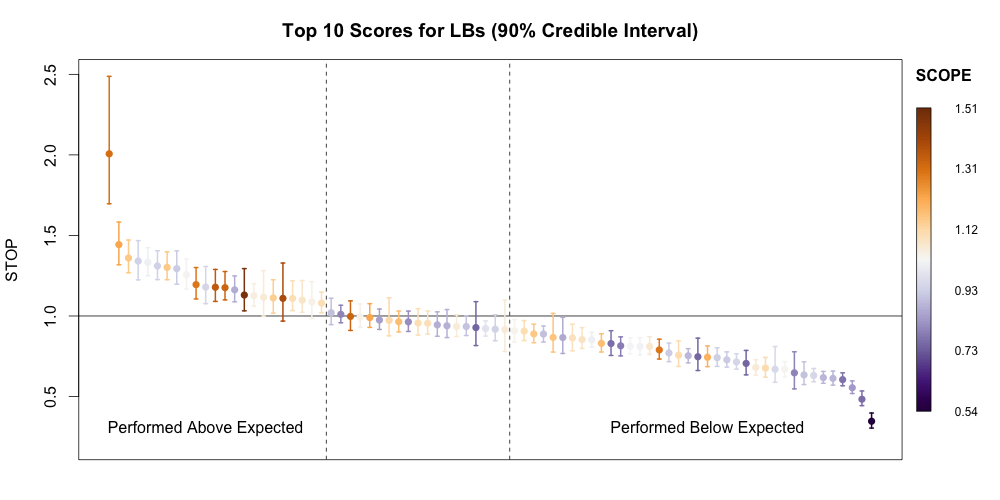 Top 10 Scores for LBs (90% Credible Interval)
STOP
2.5
2.0
1.5
1.0
0.5
Performed Above Expected
Performed Below Expected
SCOPE
1.51
1.31
1.12
0.93
0.73
0.54